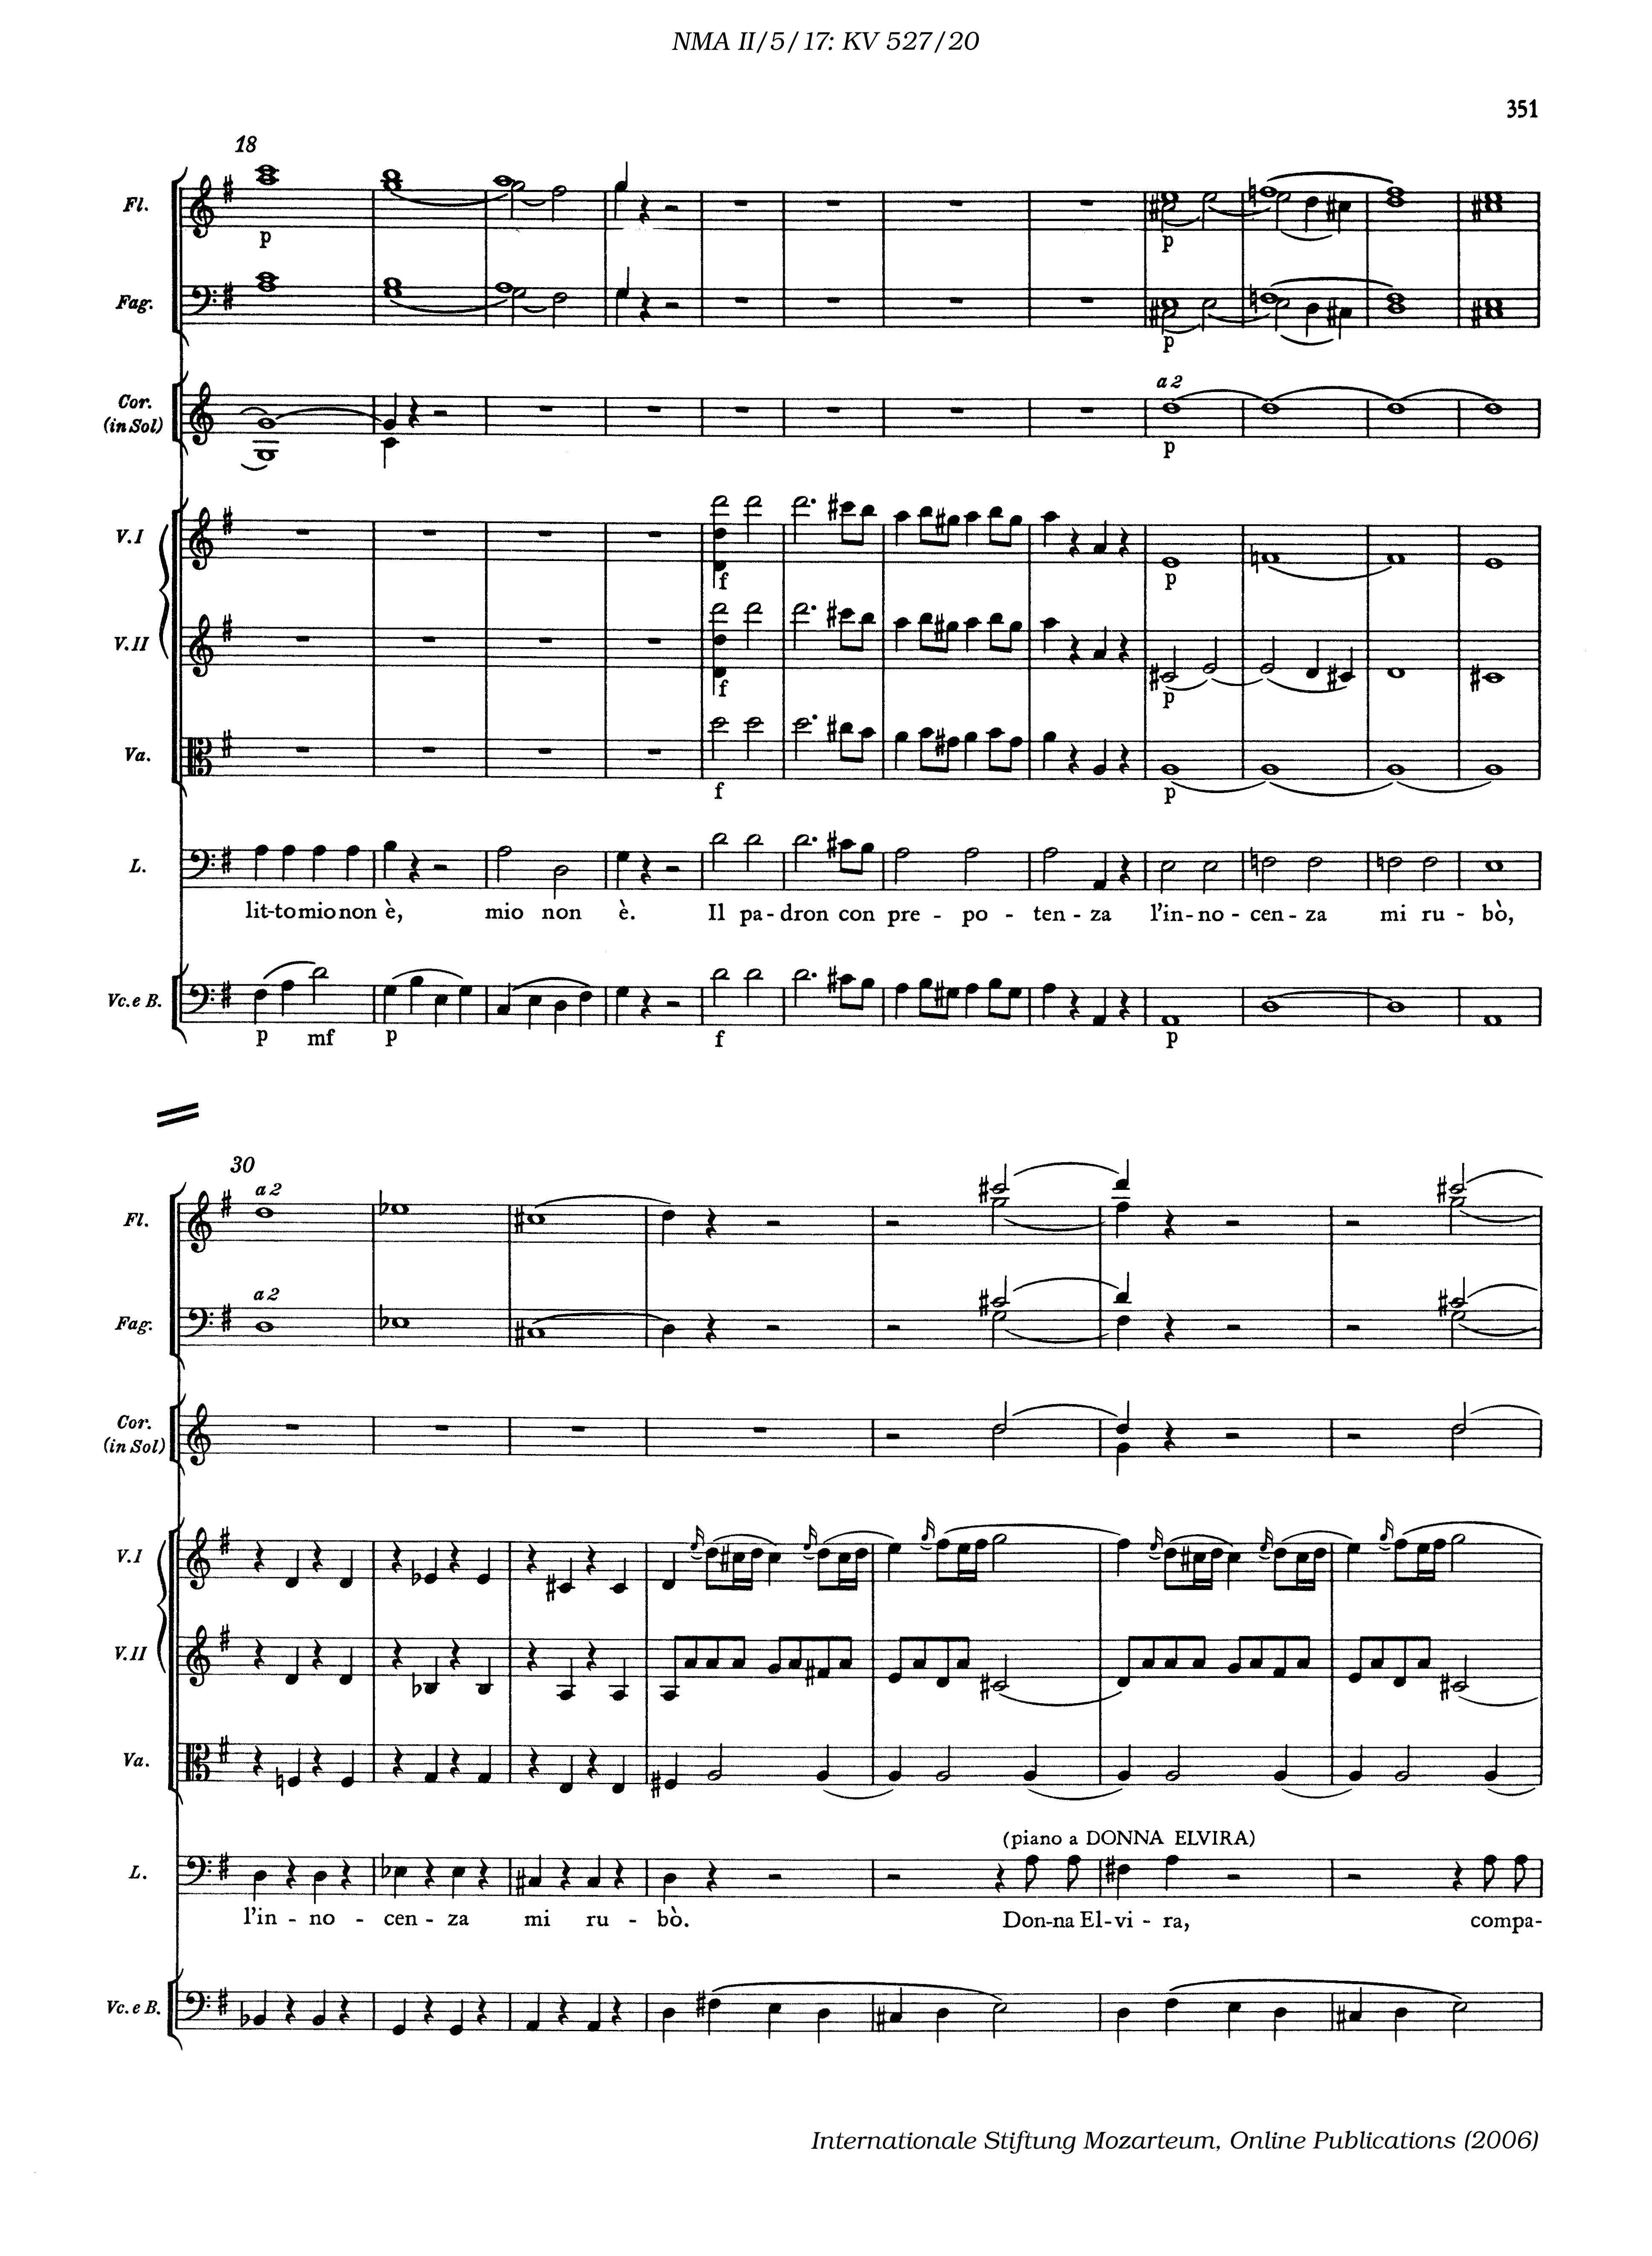 NMA II/5/17: KV 527/20
351
18
Fl.
p
p
Fag.
p
Cor.
(in Sol)
a 2
p
V. I
f
p
V. II
f
p
Va.
f
p
L.
lit-to mio non è, mio non è. Il pa - dron con pre - po - ten - za l'in - no - cen - za mi ru - bò,
Vc. e B.
p mf p f p
30
a 2
Fl.
a 2
Fag.
Cor.
(in Sol)
V. I
V. II
Va.
(piano a DONNA ELVIRA)
L.
l'in - no - cen - za mi ru - bò. Don-na El-vi - ra, compa-
Vc. e B.
Internationale Stiftung Mozarteum, Online Publications (2006)